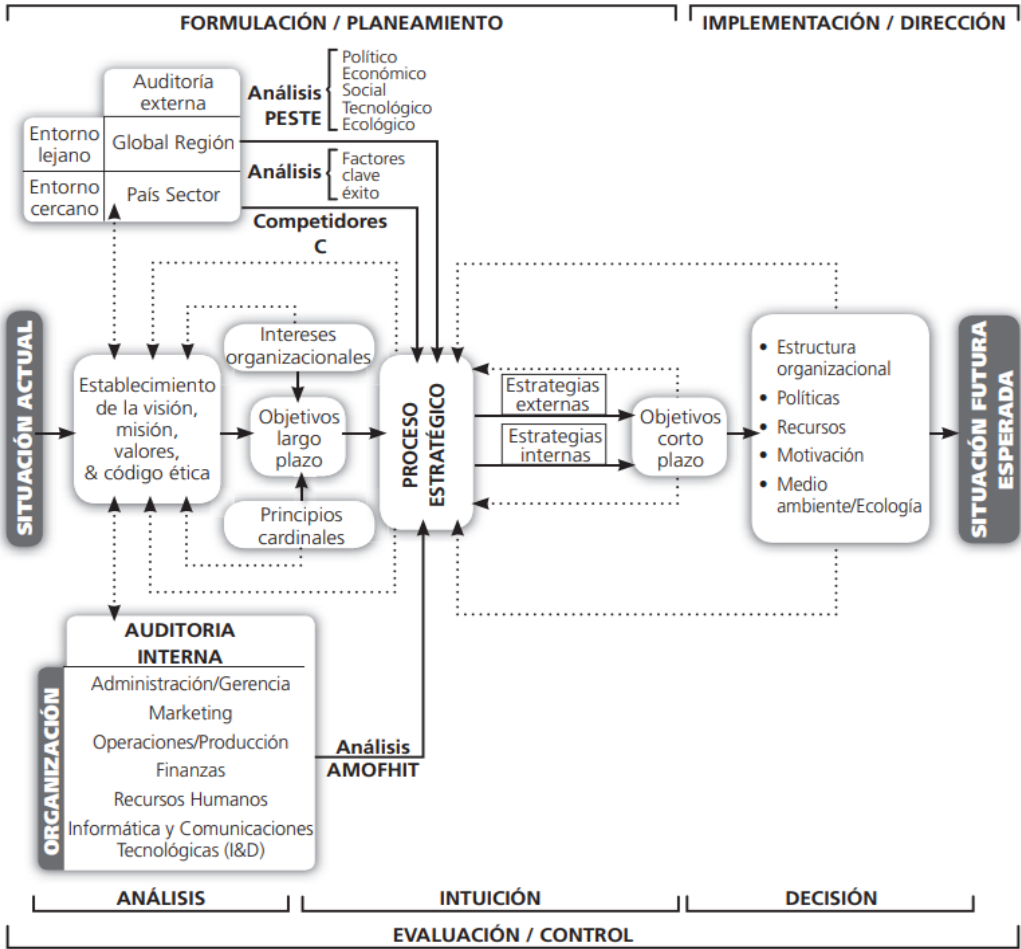 FORMULACIÓN / PLANEAMIENTO
IMPLEMENTACIÓN / DIRECCIÓN
Auditoría
externa
Entorno
lejano
Global Región
Entorno
cercano
País Sector
Análisis
PESTE
Político
Económico
Social
Tecnológico
Ecológico
Análisis
Factores
clave
éxito
Competidores
C
SITUACIÓN ACTUAL
Establecimiento
de la visión,
misión,
valores,
& código ética
Intereses
organizacionales
Objetivos
largo
plazo
Principios
cardinales
PROCESO
ESTRATÉGICO
Estrategias
externas
Estrategias
internas
Objetivos
corto
plazo
• Estructura
organizacional
• Políticas
• Recursos
• Motivación
• Medio
ambiente/Ecología
SITUACIÓN FUTURA
ESPERADA
ORGANIZACIÓN
AUDITORIA
INTERNA
Administración/Gerencia
Marketing
Operaciones/Producción
Finanzas
Recursos Humanos
Informática y Comunicaciones
Tecnológicas (I&D)
Análisis
AMOFHIT
ANÁLISIS
INTUICIÓN
DECISIÓN
EVALUACIÓN / CONTROL